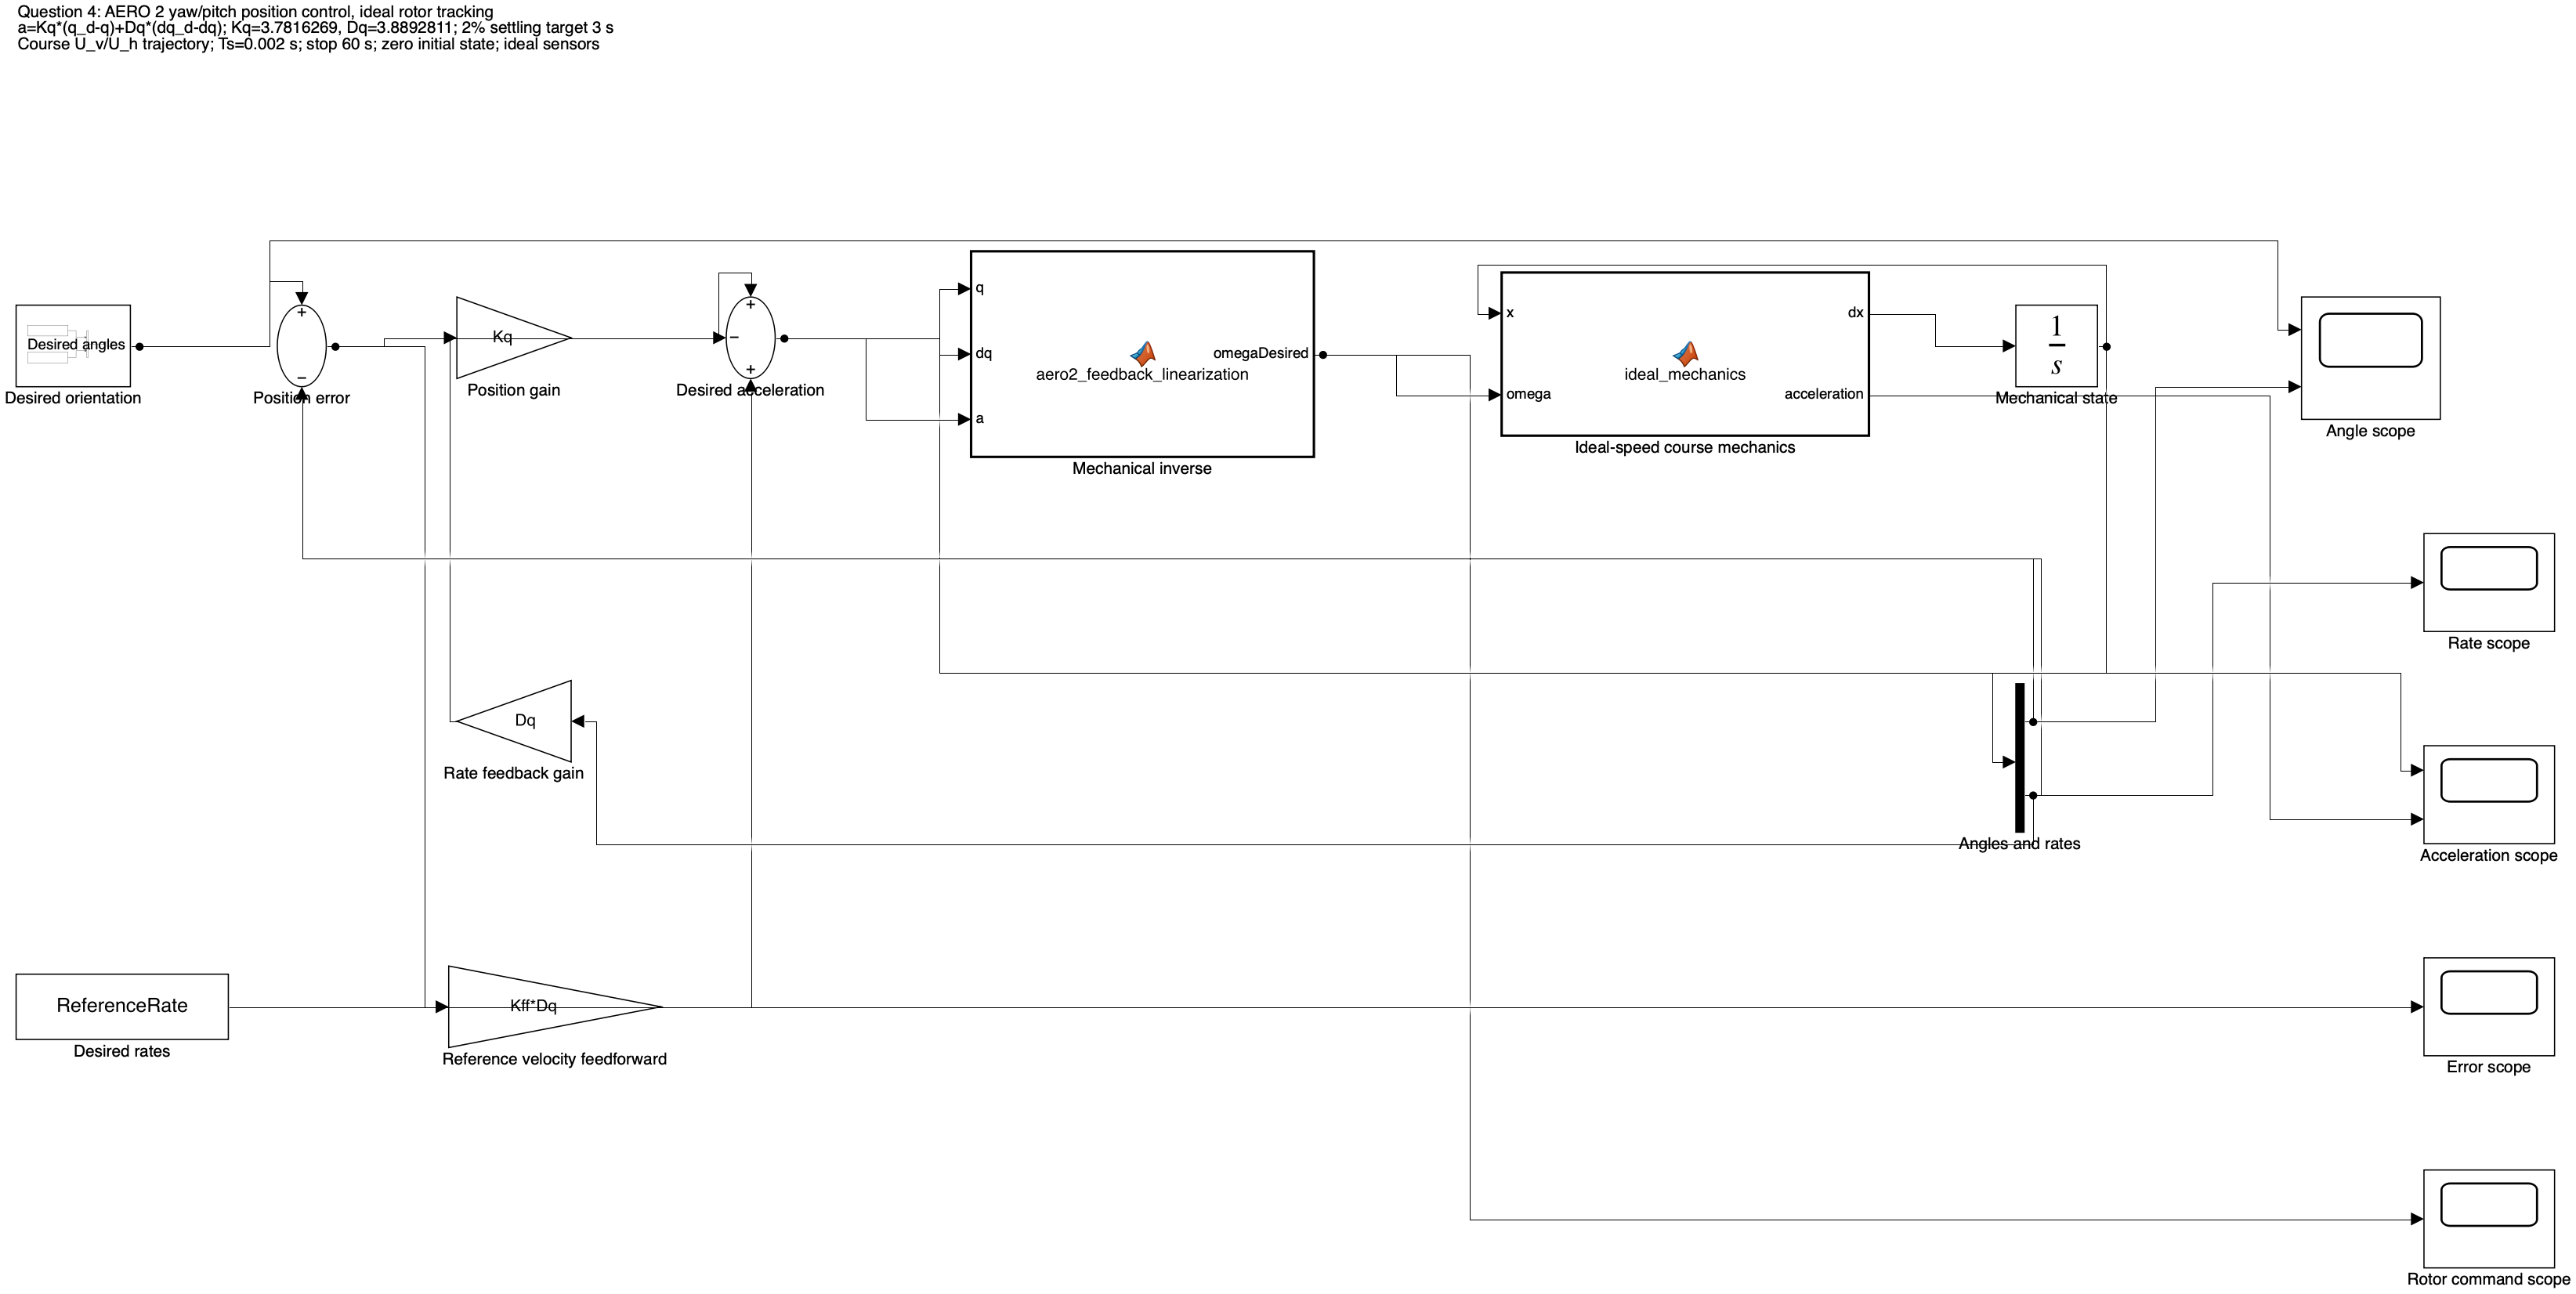 Question 4: AERO 2 yaw/pitch position control, ideal rotor tracking
a=Kq*(q_d-q)+Dq*(dq_d-dq); Kq=3.7816269, Dq=3.8892811; 2% settling target 3 s
Course U_v/U_h trajectory; Ts=0.002 s; stop 60 s; zero initial state; ideal sensors
Desired angles
Desired orientation
+
−
Position error
Kq
Position gain
+
−
+
Desired acceleration
q
dq
a
aero2_feedback_linearization
omegaDesired
Mechanical inverse
x
omega
ideal_mechanics
dx
acceleration
Ideal-speed course mechanics
1
s
Mechanical state
Angle scope
Rate scope
Dq
Rate feedback gain
Angles and rates
Acceleration scope
ReferenceRate
Desired rates
Kff*Dq
Reference velocity feedforward
Error scope
Rotor command scope